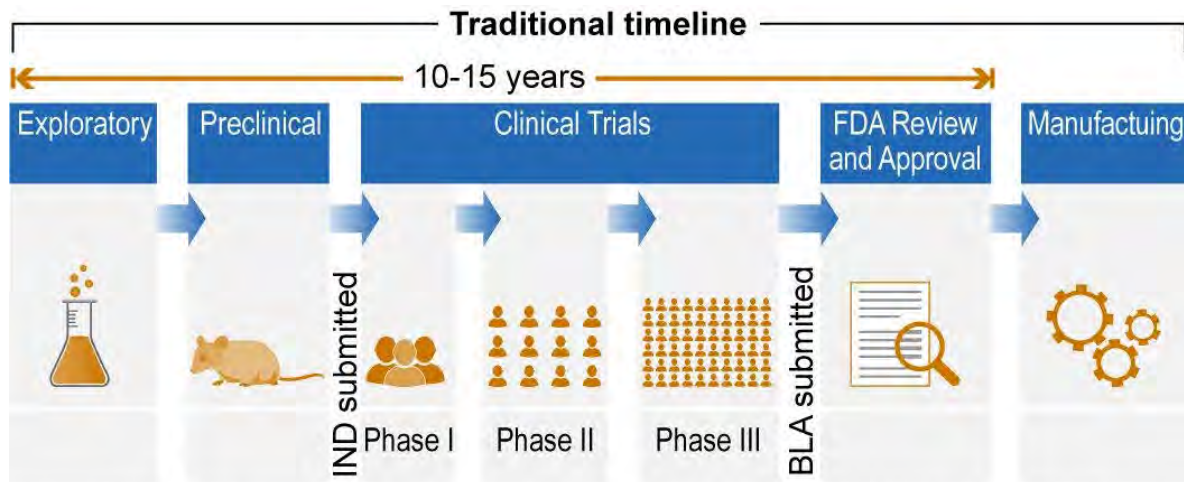 Traditional timeline
10-15 years
Exploratory
Preclinical
Clinical Trials
FDA Review
and Approval
Manufactuing
IND submitted
BLA submitted
Phase I
Phase II
Phase III